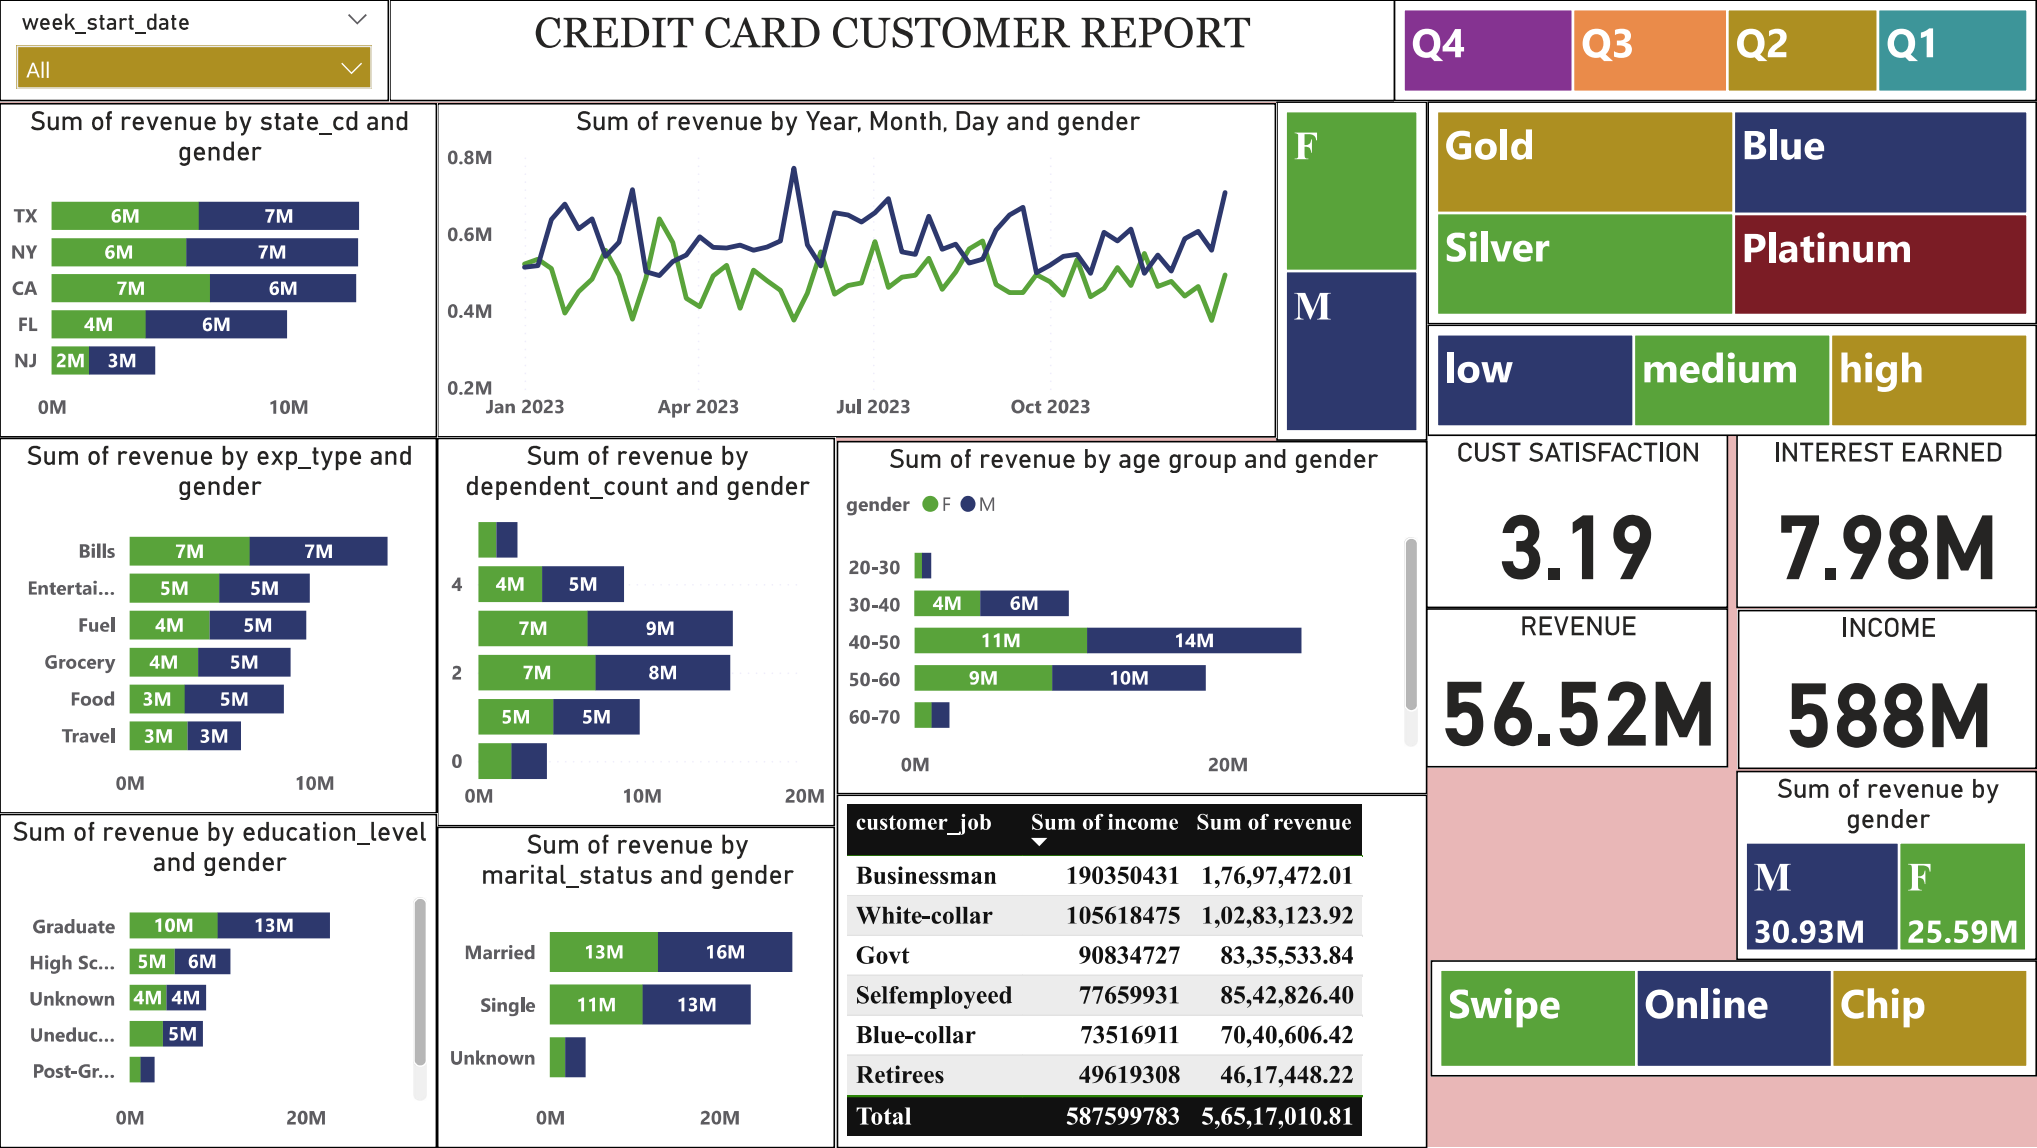 week_start_date
All
CREDIT CARD CUSTOMER REPORT
Q4 Q3 Q2 Q1
Sum of revenue by state_cd and
gender
TX 6M 7M
NY 6M 7M
CA 7M 6M
FL 4M 6M
NJ 2M 3M
0M 10M
Sum of revenue by Year, Month, Day and gender
0.8M
0.6M
0.4M
0.2M
Jan 2023 Apr 2023 Jul 2023 Oct 2023
F
M
Gold Blue
Silver Platinum
low medium high
Sum of revenue by exp_type and
gender
Bills 7M 7M
Entertai... 5M 5M
Fuel 4M 5M
Grocery 4M 5M
Food 3M 5M
Travel 3M 3M
0M 10M
Sum of revenue by
dependent_count and gender
4 4M 5M
7M 9M
2 7M 8M
5M 5M
0
0M 10M 20M
Sum of revenue by age group and gender
gender F M
20-30
30-40 4M 6M
40-50 11M 14M
50-60 9M 10M
60-70
0M 20M
CUST SATISFACTION
3.19
INTEREST EARNED
7.98M
REVENUE
56.52M
INCOME
588M
Sum of revenue by education_level
and gender
Graduate 10M 13M
High Sc... 5M 6M
Unknown 4M 4M
Uneduc... 5M
Post-Gr...
0M 20M
Sum of revenue by
marital_status and gender
Married 13M 16M
Single 11M 13M
Unknown
0M 20M
customer_job Sum of income Sum of revenue
Businessman 190350431 1,76,97,472.01
White-collar 105618475 1,02,83,123.92
Govt 90834727 83,35,533.84
Selfemployeed 77659931 85,42,826.40
Blue-collar 73516911 70,40,606.42
Retirees 49619308 46,17,448.22
Total 587599783 5,65,17,010.81
Sum of revenue by
gender
M F
30.93M 25.59M
Swipe Online Chip